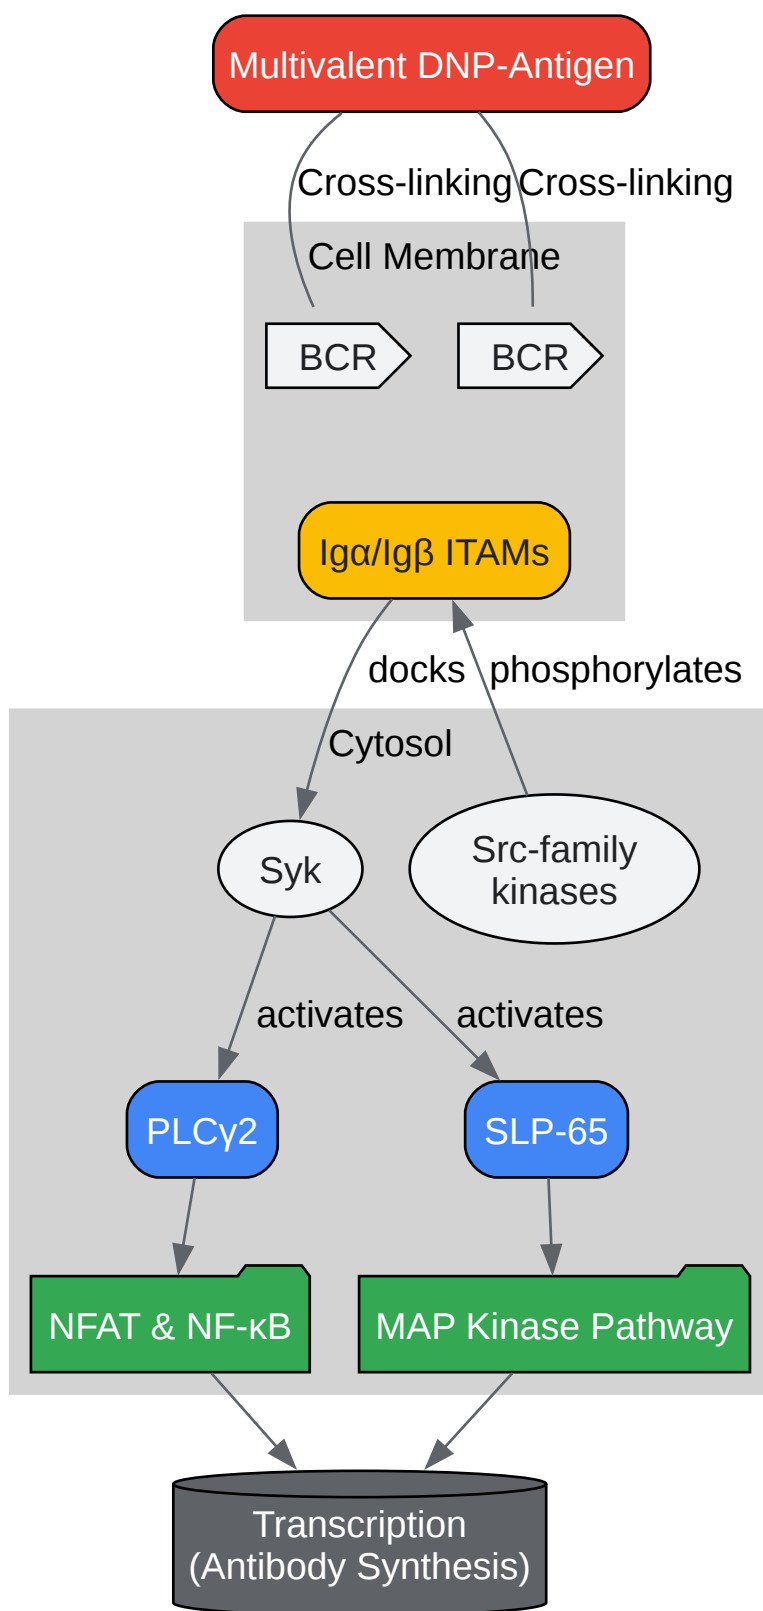 Multivalent DNP-Antigen
Cross-linking
Cross-linking
Cell Membrane
BCR
BCR
Igα/Igβ ITAMs
docks
phosphorylates
Cytosol
Syk
Src-family
kinases
activates
activates
PLCγ2
SLP-65
NFAT & NF-κB
MAP Kinase Pathway
Transcription
(Antibody Synthesis)